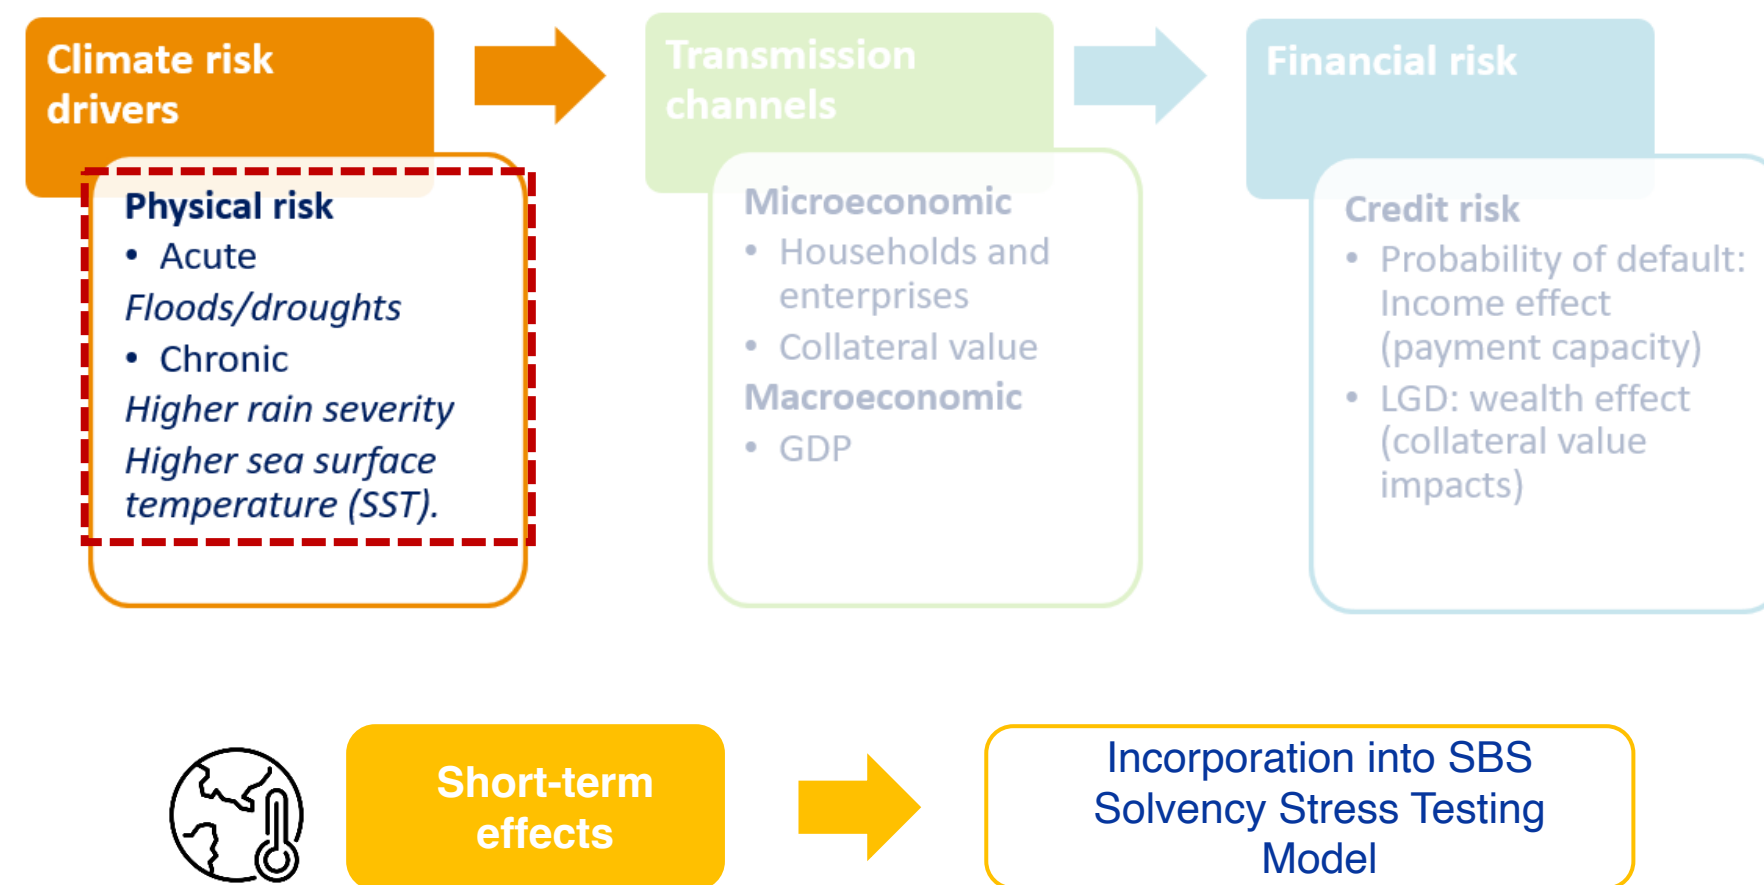 Climate risk
drivers
Physical risk
• Acute
Floods/droughts
• Chronic
Higher rain severity
Higher sea surface
temperature (SST).
Transmission
channels
Microeconomic
• Households and
enterprises
• Collateral value
Macroeconomic
• GDP
Financial risk
Credit risk
• Probability of default:
Income effect
(payment capacity)
• LGD: wealth effect
(collateral value
impacts)
Short-term
effects
Incorporation into SBS
Solvency Stress Testing
Model